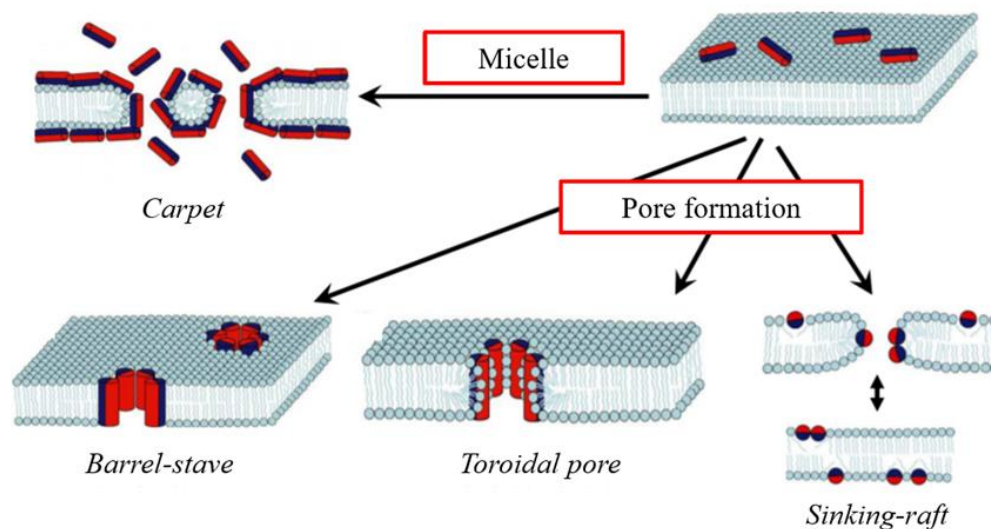 Micelle
Carpet
Pore formation
Barrel-stave
Toroidal pore
Sinking-raft